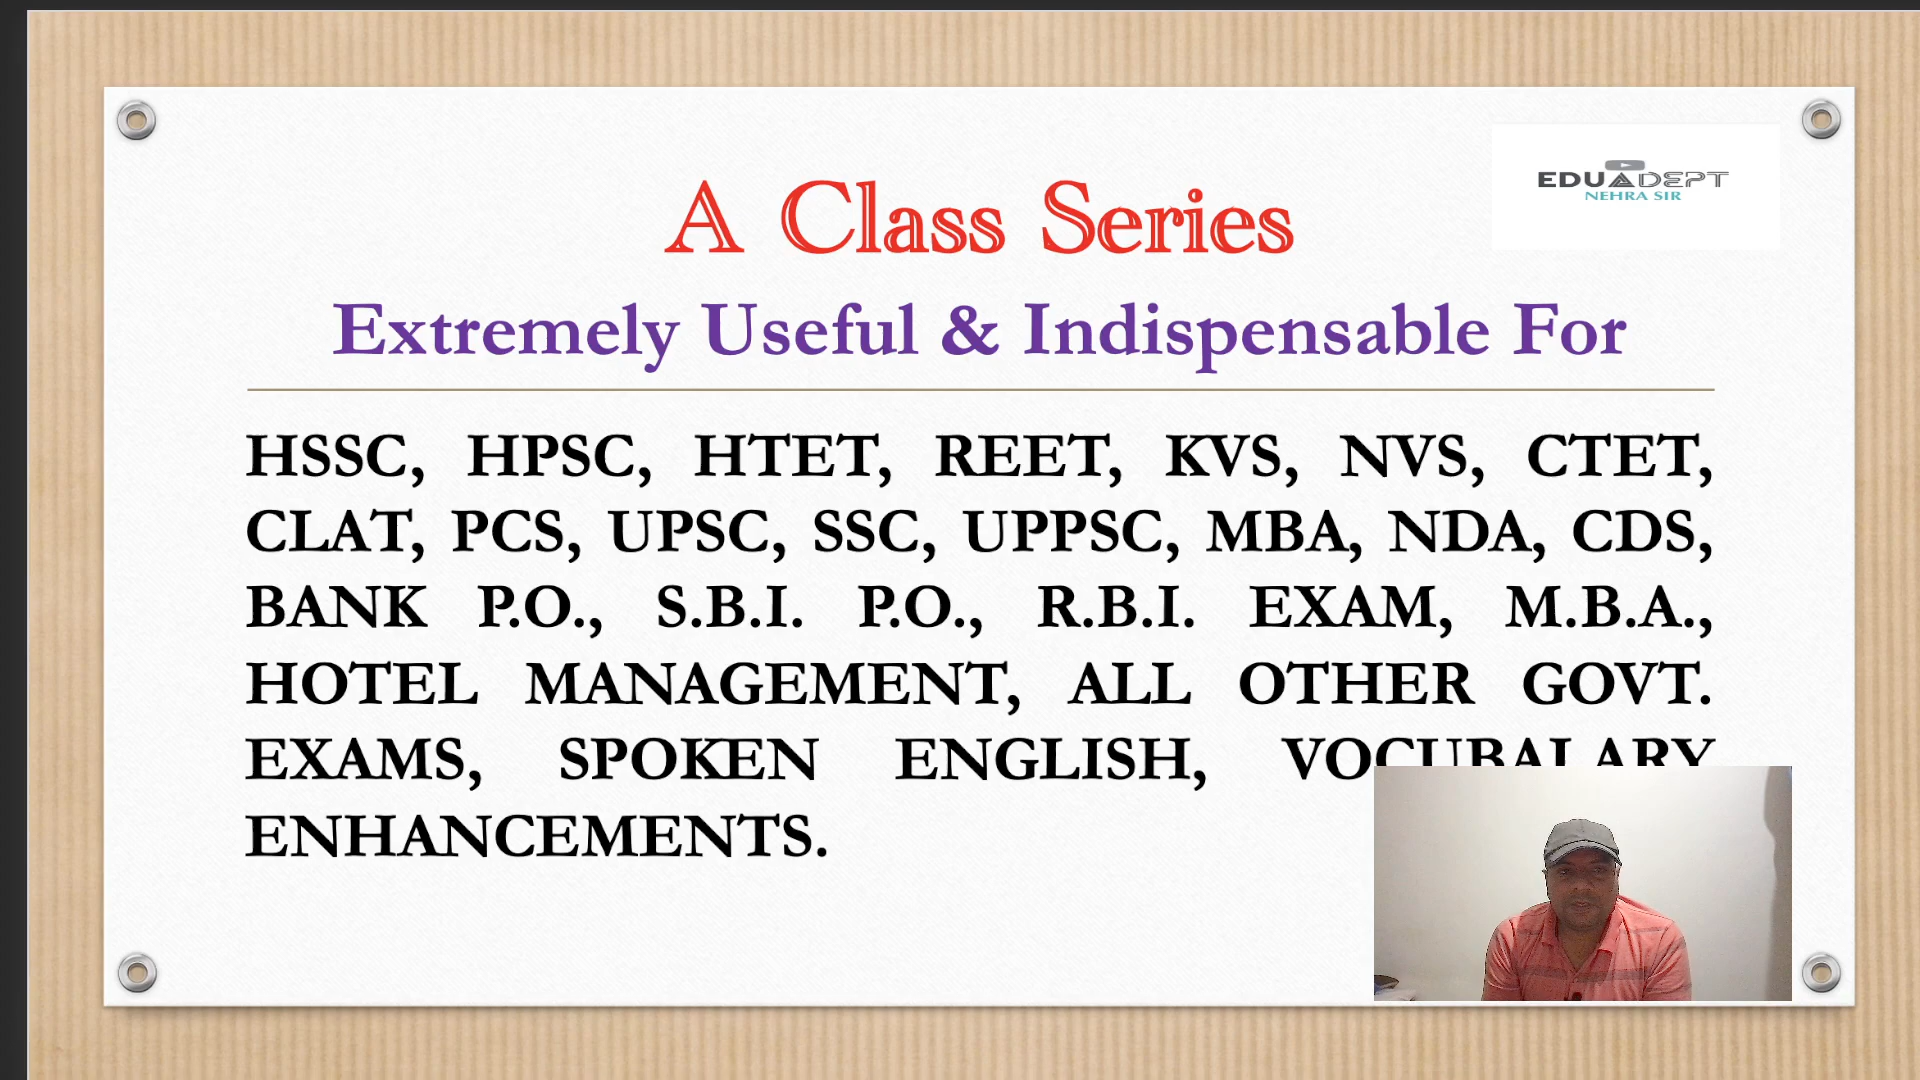 A Class Series
EDUADEPT
NEHRA SIR
Extremely Useful & Indispensable For
HSSC, HPSC, HTET, REET, KVS, NVS, CTET,
CLAT, PCS, UPSC, SSC, UPPSC, MBA, NDA, CDS,
BANK P.O., S.B.I. P.O., R.B.I. EXAM, M.B.A.,
HOTEL MANAGEMENT, ALL OTHER GOVT.
EXAMS, SPOKEN ENGLISH, VOCUBALARY
ENHANCEMENTS.